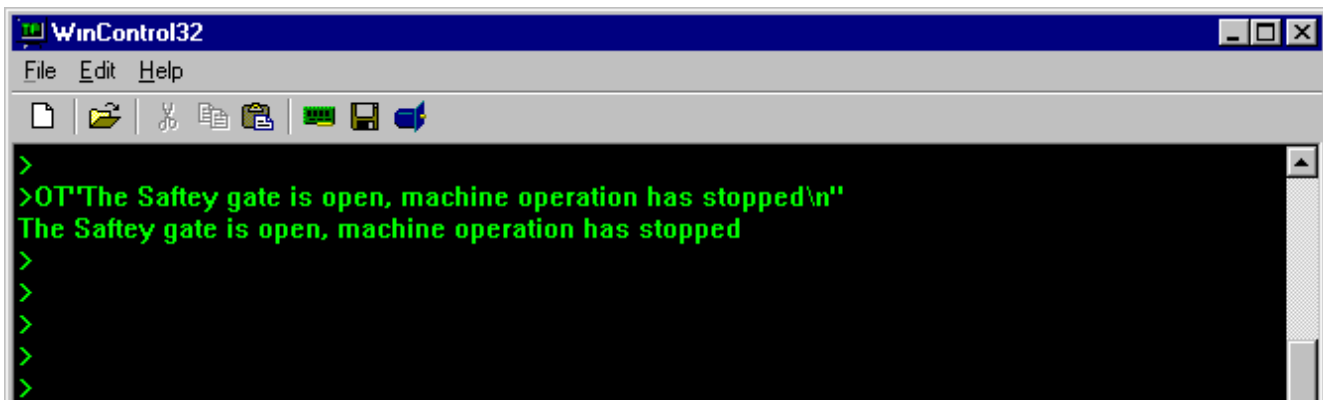 WinControl32
File Edit Help
>
>OT"The Saftey gate is open, machine operation has stopped\n"
The Saftey gate is open, machine operation has stopped
>
>
>
>
>